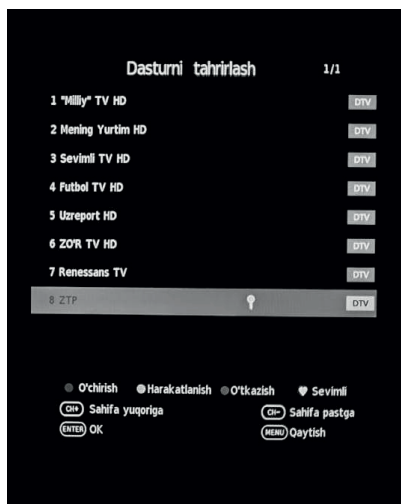 Dasturni tahrirlash 1/1
1 "Milliy" TV HD DTV
2 Mening Yurtim HD DTV
3 Sevimli TV HD DTV
4 Futbol TV HD DTV
5 Uzreport HD DTV
6 ZO'R TV HD DTV
7 Renessans TV DTV
8 ZTP DTV
O'chirish Harakatlanish O'tkazish Sevimli
CH+ Sahifa yuqoriga CH- Sahifa pastga
ENTER OK MENU Qaytish